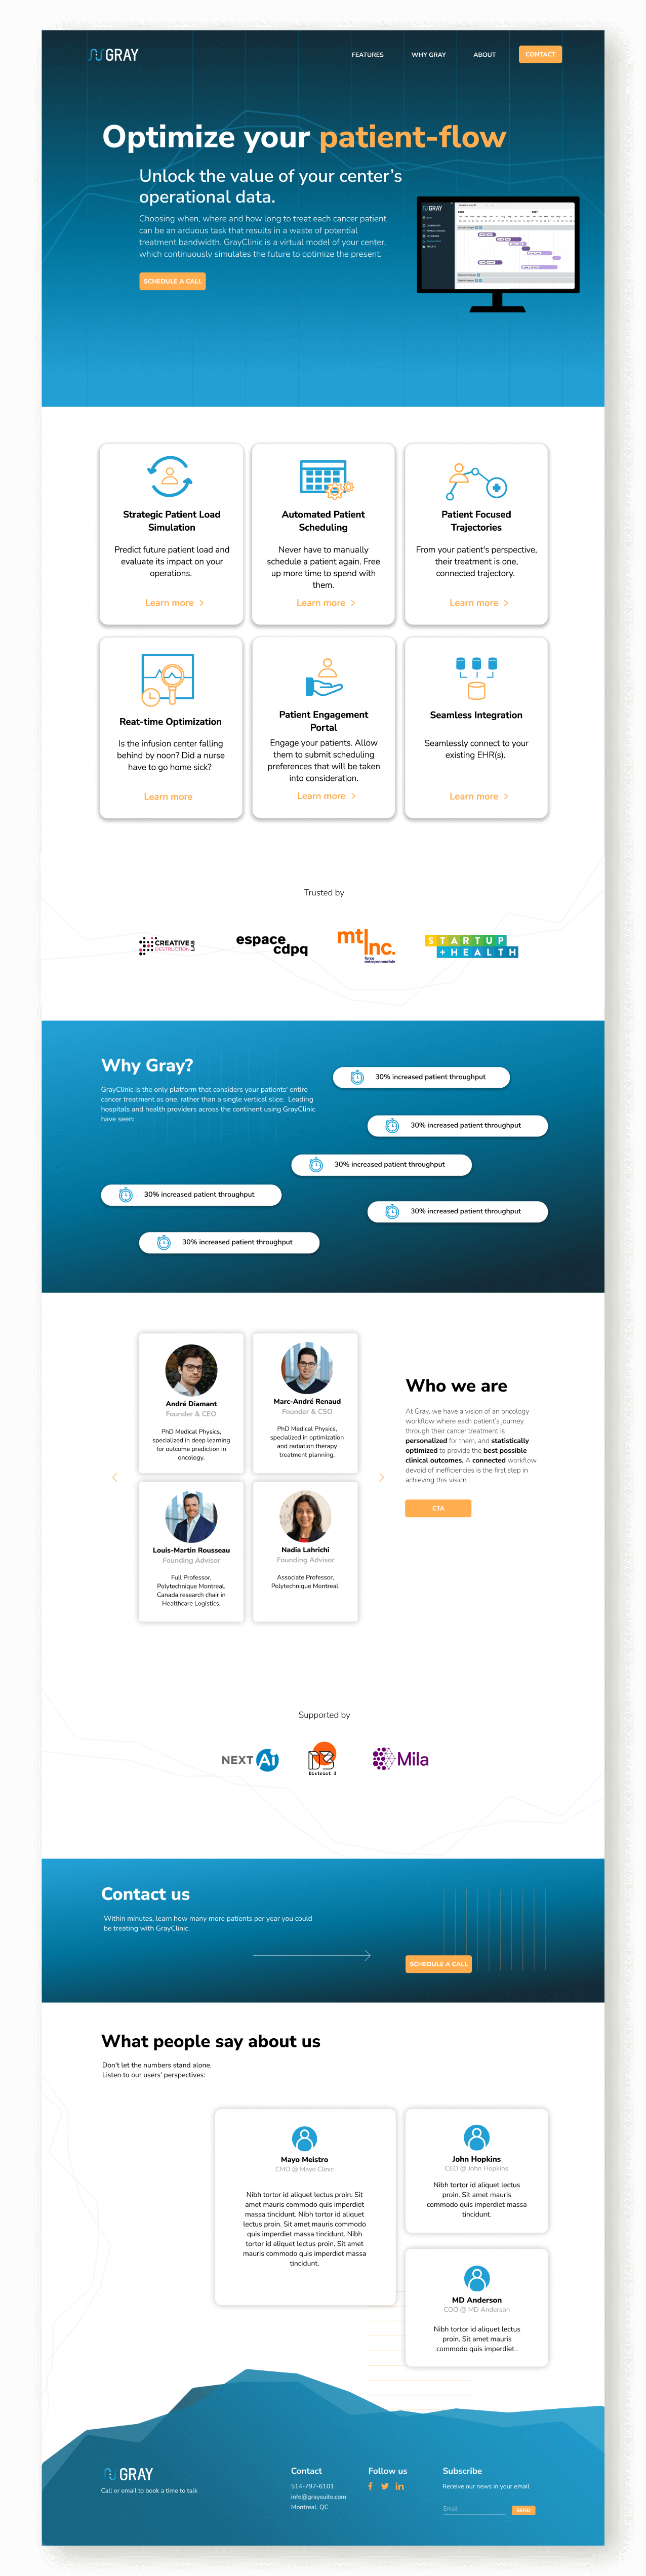 GRAY
FEATURES
WHY GRAY
ABOUT
CONTACT
Optimize your patient-flow
Unlock the value of your center's
operational data.
Choosing when, where and how long to treat each cancer patient
can be an arduous task that results in a waste of potential
treatment bandwidth. GrayClinic is a virtual model of your center,
which continuously simulates the future to optimize the present.
SCHEDULE A CALL
GRAY
Strategic Patient Load
Simulation
Predict future patient load and
evaluate its impact on your
operations.
Learn more >
Automated Patient
Scheduling
Never have to manually
schedule a patient again. Free
up more time to spend with
them.
Learn more >
Patient Focused
Trajectories
From your patient's perspective,
their treatment is one,
connected trajectory.
Learn more >
Reat-time Optimization
Is the infusion center falling
behind by noon? Did a nurse
have to go home sick?
Learn more
Patient Engagement
Portal
Engage your patients. Allow
them to submit scheduling
preferences that will be taken
into consideration.
Learn more >
Seamless Integration
Seamlessly connect to your
existing EHR(s).
Learn more >
Trusted by
CREATIVE
DESTRUCTION
LAB
espace
cdpq
mt
inc.
force
entrepreneuriale
STARTUP
+HEALTH
Why Gray?
GrayClinic is the only platform that considers your patients' entire
cancer treatment as one, rather than a single vertical slice. Leading
hospitals and health providers across the continent using GrayClinic
have seen:
30% increased patient throughput
30% increased patient throughput
30% increased patient throughput
30% increased patient throughput
30% increased patient throughput
30% increased patient throughput
André Diamant
Founder & CEO
PhD Medical Physics,
specialized in deep learning
for outcome prediction in
oncology.
Marc-André Renaud
Founder & CSO
PhD Medical Physics,
specialized in optimization
and radiation therapy
treatment planning.
Louis-Martin Rousseau
Founding Advisor
Full Professor,
Polytechnique Montreal,
Canada research chair in
Healthcare Logistics.
Nadia Lahrichi
Founding Advisor
Associate Professor,
Polytechnique Montreal.
Who we are
At Gray, we have a vision of an oncology
workflow where each patient's journey
through their cancer treatment is
personalized for them, and statistically
optimized to provide the best possible
clinical outcomes. A connected workflow
devoid of inefficiencies is the first step in
achieving this vision.
CTA
Supported by
NEXT AI
D3
District 3
Mila
Contact us
Within minutes, learn how many more patients per year you could
be treating with GrayClinic.
SCHEDULE A CALL
What people say about us
Don't let the numbers stand alone.
Listen to our users' perspectives:
Mayo Meistro
CMO @ Mayo Clinic
Nibh tortor id aliquet lectus proin. Sit
amet mauris commodo quis imperdiet
massa tincidunt. Nibh tortor id aliquet
lectus proin. Sit amet mauris commodo
quis imperdiet massa tincidunt. Nibh
tortor id aliquet lectus proin. Sit amet
mauris commodo quis imperdiet massa
tincidunt.
John Hopkins
CEO @ John Hopkins
Nibh tortor id aliquet lectus
proin. Sit amet mauris
commodo quis imperdiet massa
tincidunt.
MD Anderson
COO @ MD Anderson
Nibh tortor id aliquet lectus
proin. Sit amet mauris
commodo quis imperdiet .
GRAY
Call or email to book a time to talk
Contact
514-797-6101
info@graysuite.com
Montreal, QC
Follow us
Subscribe
Receive our news in your email
Email
SEND